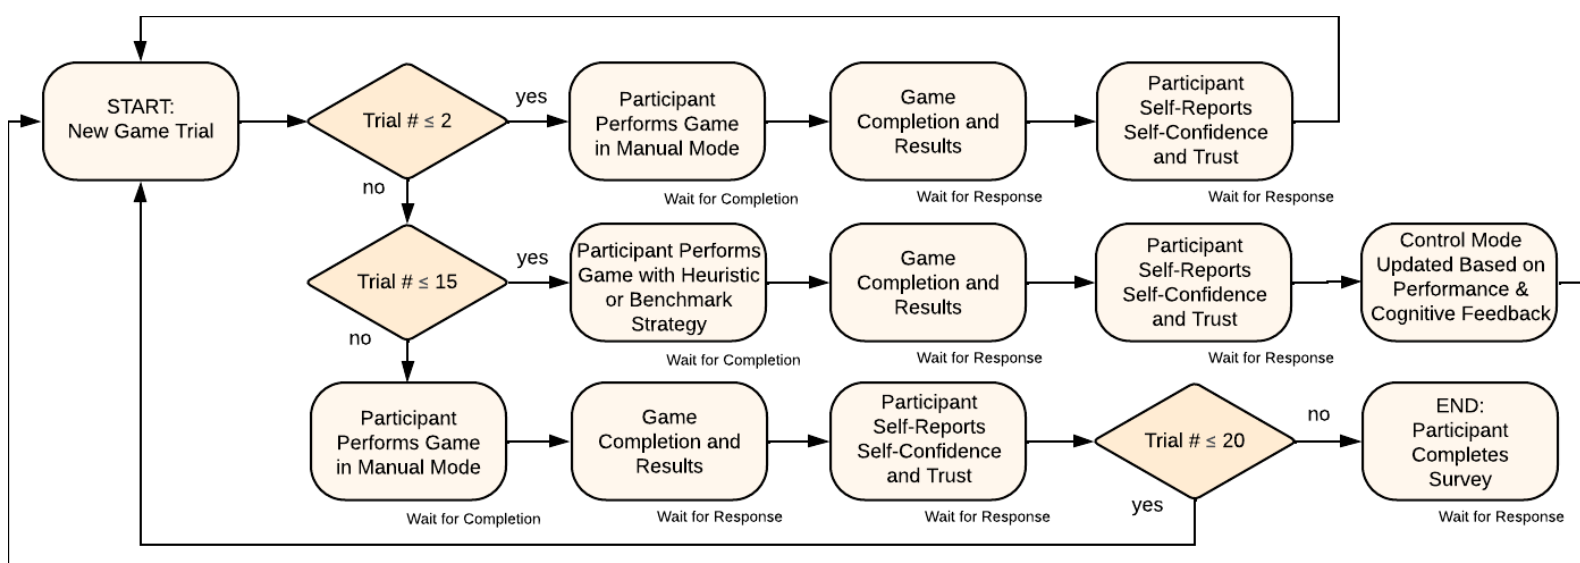 START:
New Game Trial
Trial # ≤ 2
yes
no
Participant
Performs Game
in Manual Mode
Wait for Completion
Game
Completion and
Results
Wait for Response
Participant
Self-Reports
Self-Confidence
and Trust
Wait for Response
Trial # ≤ 15
yes
no
Participant Performs
Game with Heuristic
or Benchmark
Strategy
Wait for Completion
Game
Completion and
Results
Wait for Response
Participant
Self-Reports
Self-Confidence
and Trust
Wait for Response
Control Mode
Updated Based on
Performance &
Cognitive Feedback
Participant
Performs Game
in Manual Mode
Wait for Completion
Game
Completion and
Results
Wait for Response
Participant
Self-Reports
Self-Confidence
and Trust
Wait for Response
Trial # ≤ 20
yes
no
END:
Participant
Completes
Survey
Wait for Response